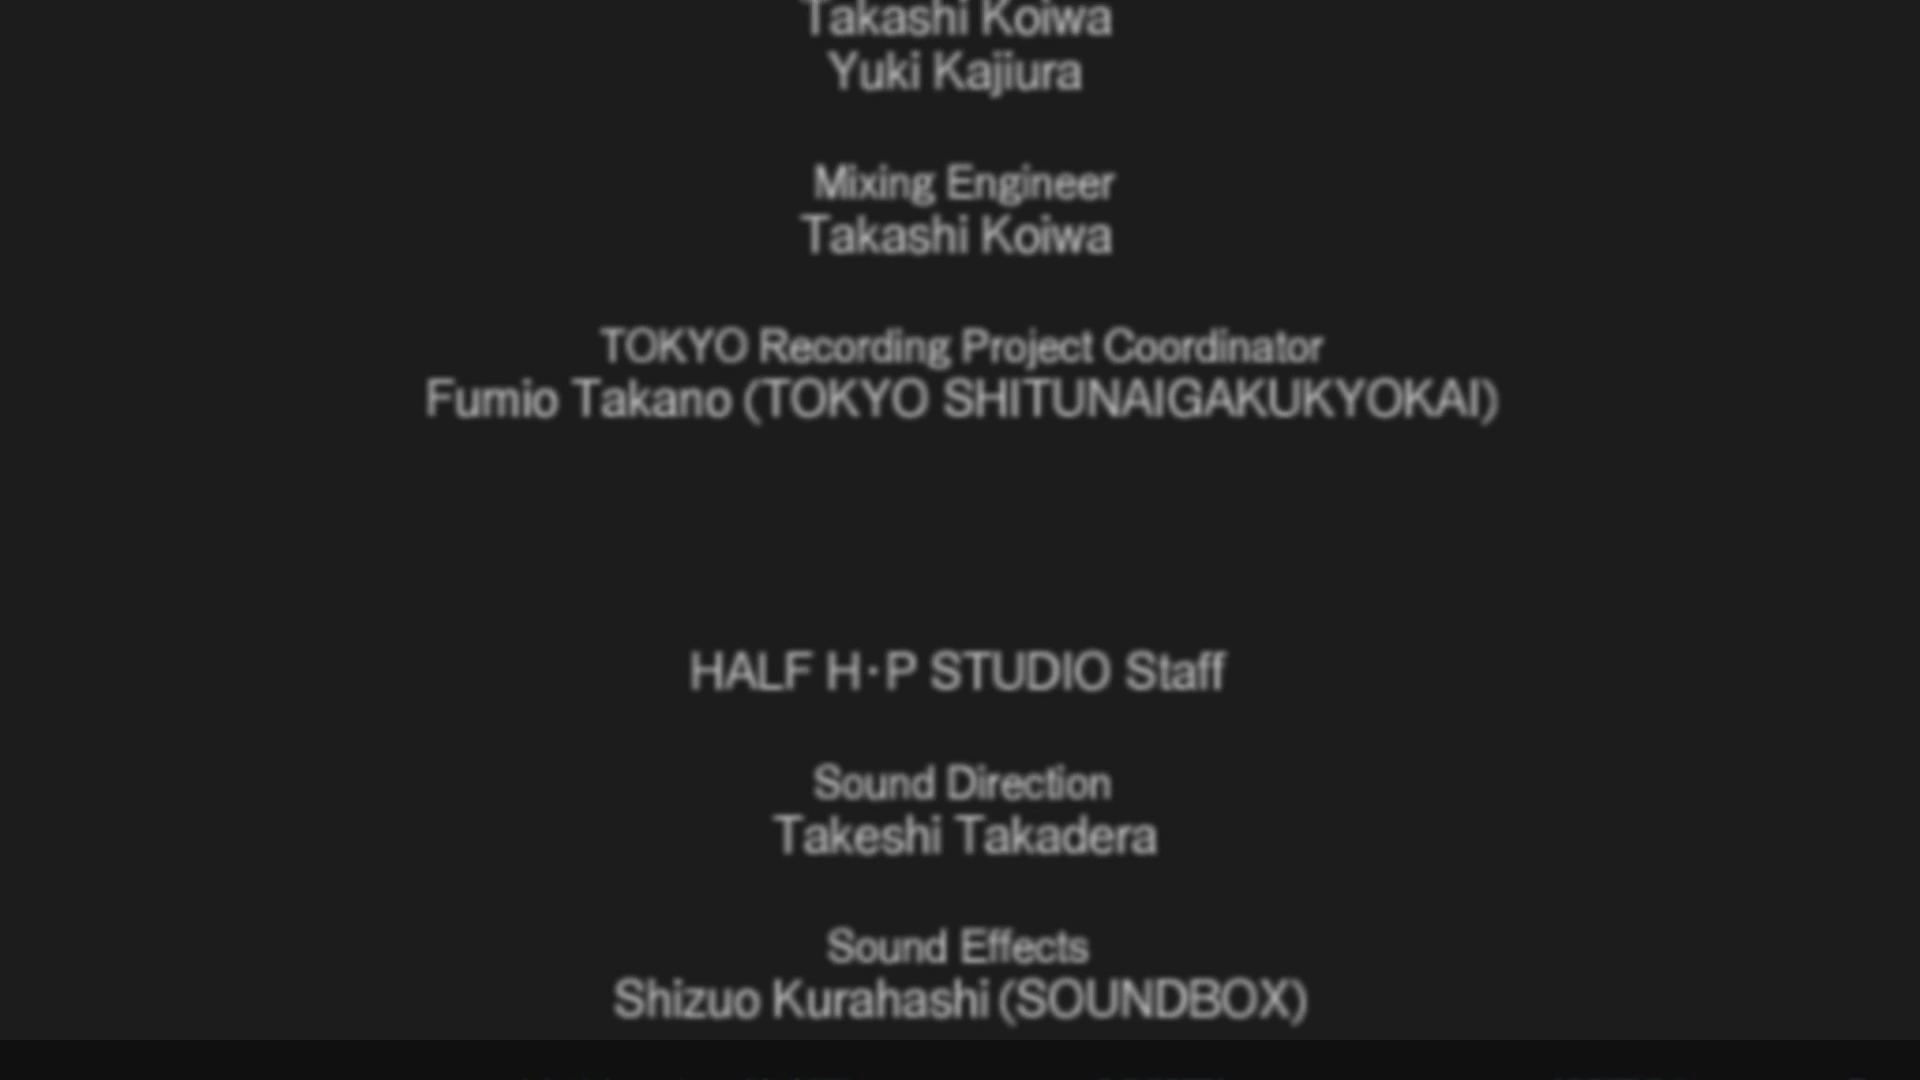 Takashi Koiwa
Yuki Kajiura
Mixing Engineer
Takashi Koiwa
TOKYO Recording Project Coordinator
Fumio Takano (TOKYO SHITUNAIGAKUKYOKAI)
HALF H·P STUDIO Staff
Sound Direction
Takeshi Takadera
Sound Effects
Shizuo Kurahashi (SOUNDBOX)